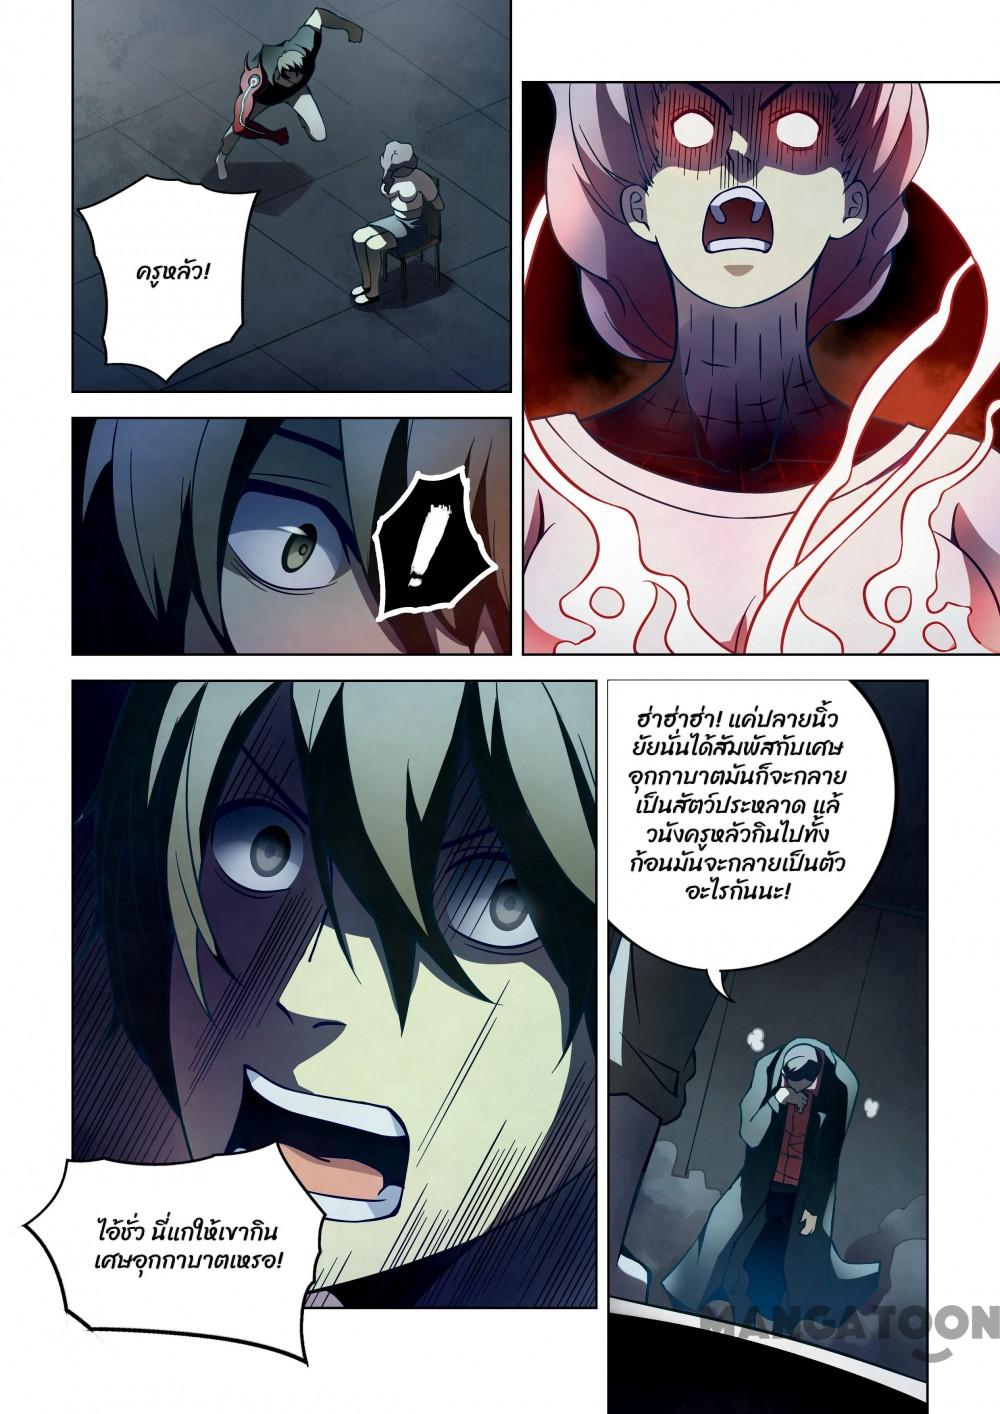 ครูหลัว!
!
ฮ่าฮ่าฮ่า! แค่ปลายนิ้ว
ยัยนั่นได้สัมพัสกับเศษ
อุกกาบาตมันก็จะกลาย
เป็นสัตว์ประหลาด แล้
วนังครูหลัวกินไปทั้ง
ก้อนมันจะกลายเป็นตัว
อะไรกันนะ!
ไอ้ชั่ว นี่แกให้เขากิน
เศษอุกกาบาตเหรอ!
MANGATOON